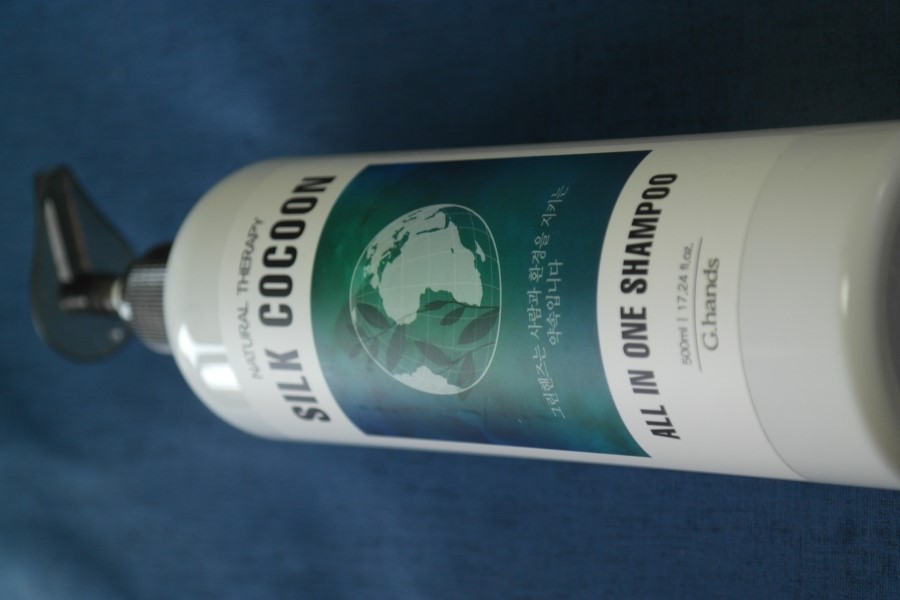 NATURAL THERAPY
SILK COCOON
그린핸즈는 사람과 환경을 지키는
약속입니다
ALL IN ONE SHAMPOO
500ml | 17.24 fl.oz.
G.hands